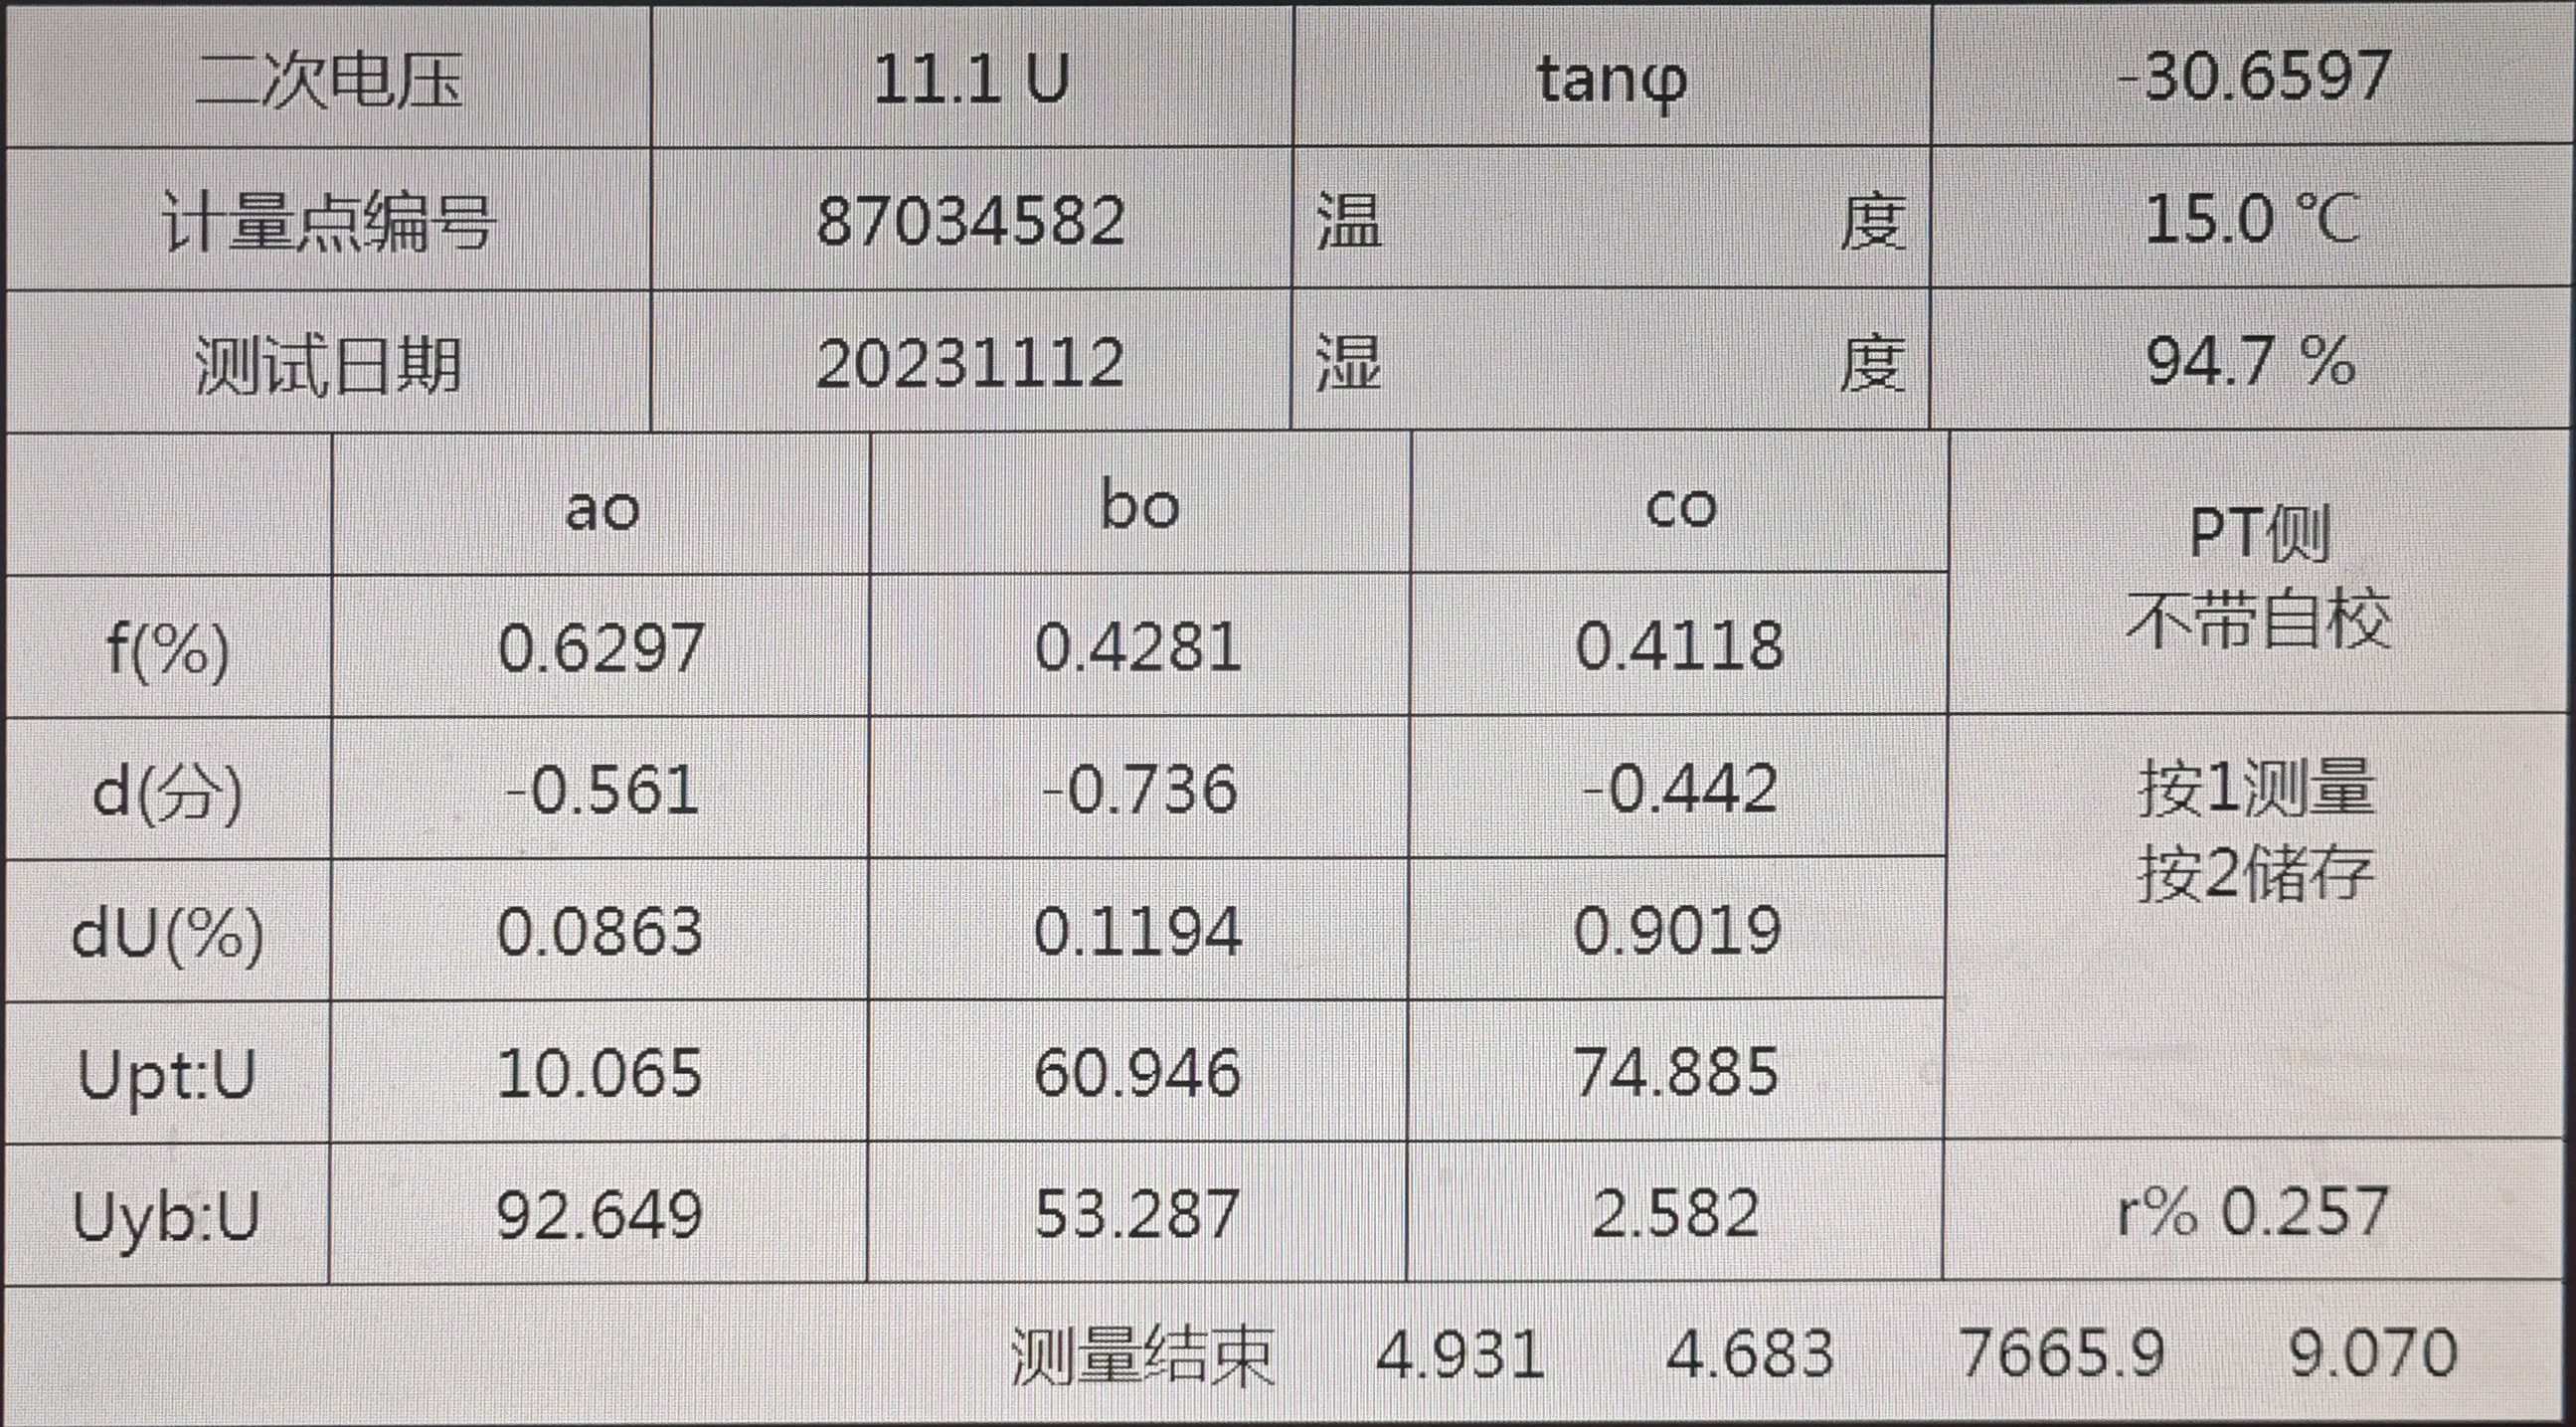 二次电压 11.1 U tanφ -30.6597
计量点编号 87034582 温度 15.0 ℃
测试日期 20231112 湿度 94.7 %
ao bo co PT侧
不带自校
f(%) 0.6297 0.4281 0.4118
d(分) -0.561 -0.736 -0.442 按1测量
按2储存
dU(%) 0.0863 0.1194 0.9019
Upt:U 10.065 60.946 74.885
Uyb:U 92.649 53.287 2.582 r% 0.257
测量结束 4.931 4.683 7665.9 9.070